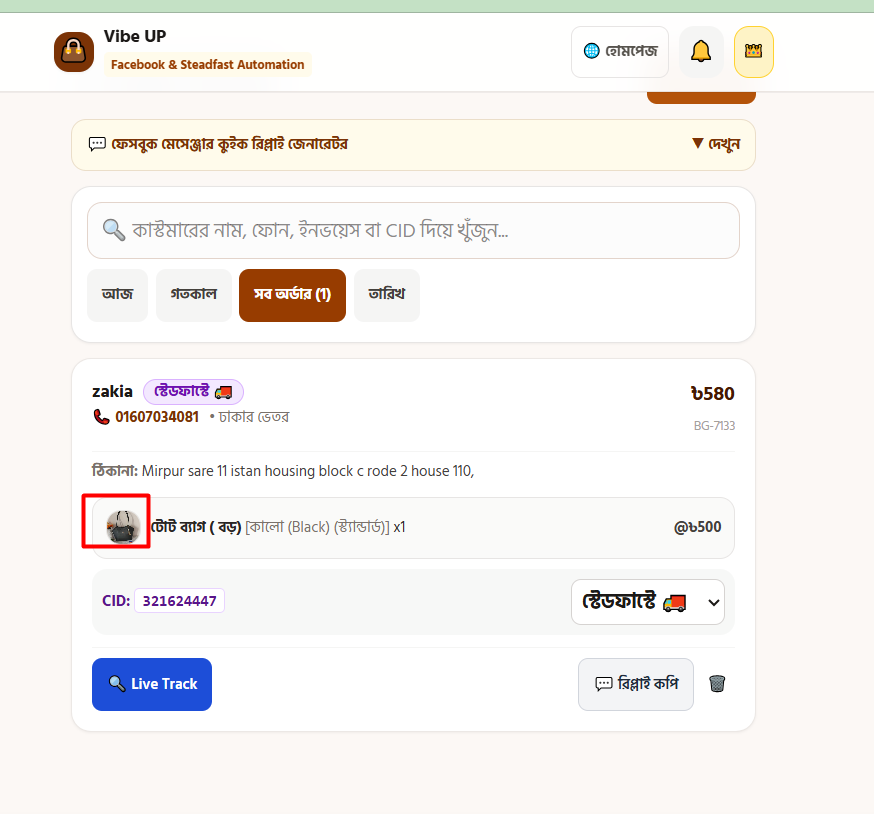 Vibe UP
Facebook & Steadfast Automation
🌐 হোমপেজ
💬 ফেসবুক মেসেঞ্জার কুইক রিপ্লাই জেনারেটর
▼ দেখুন
🔍 কাস্টমারের নাম, ফোন, ইনভয়েস বা CID দিয়ে খুঁজুন...
আজ গতকাল সব অর্ডার (1) তারিখ
zakia স্টেডফাস্টে 🚚 ৳580
📞 01607034081 • ঢাকার ভেতর BG-7133
ঠিকানা: Mirpur sare 11 istan housing block c rode 2 house 110,
টোট ব্যাগ ( বড়) [কালো (Black) (স্ট্যান্ডার্ড)] x1 @৳500
CID: 321624447 স্টেডফাস্টে 🚚
🔍 Live Track 💬 রিপ্লাই কপি